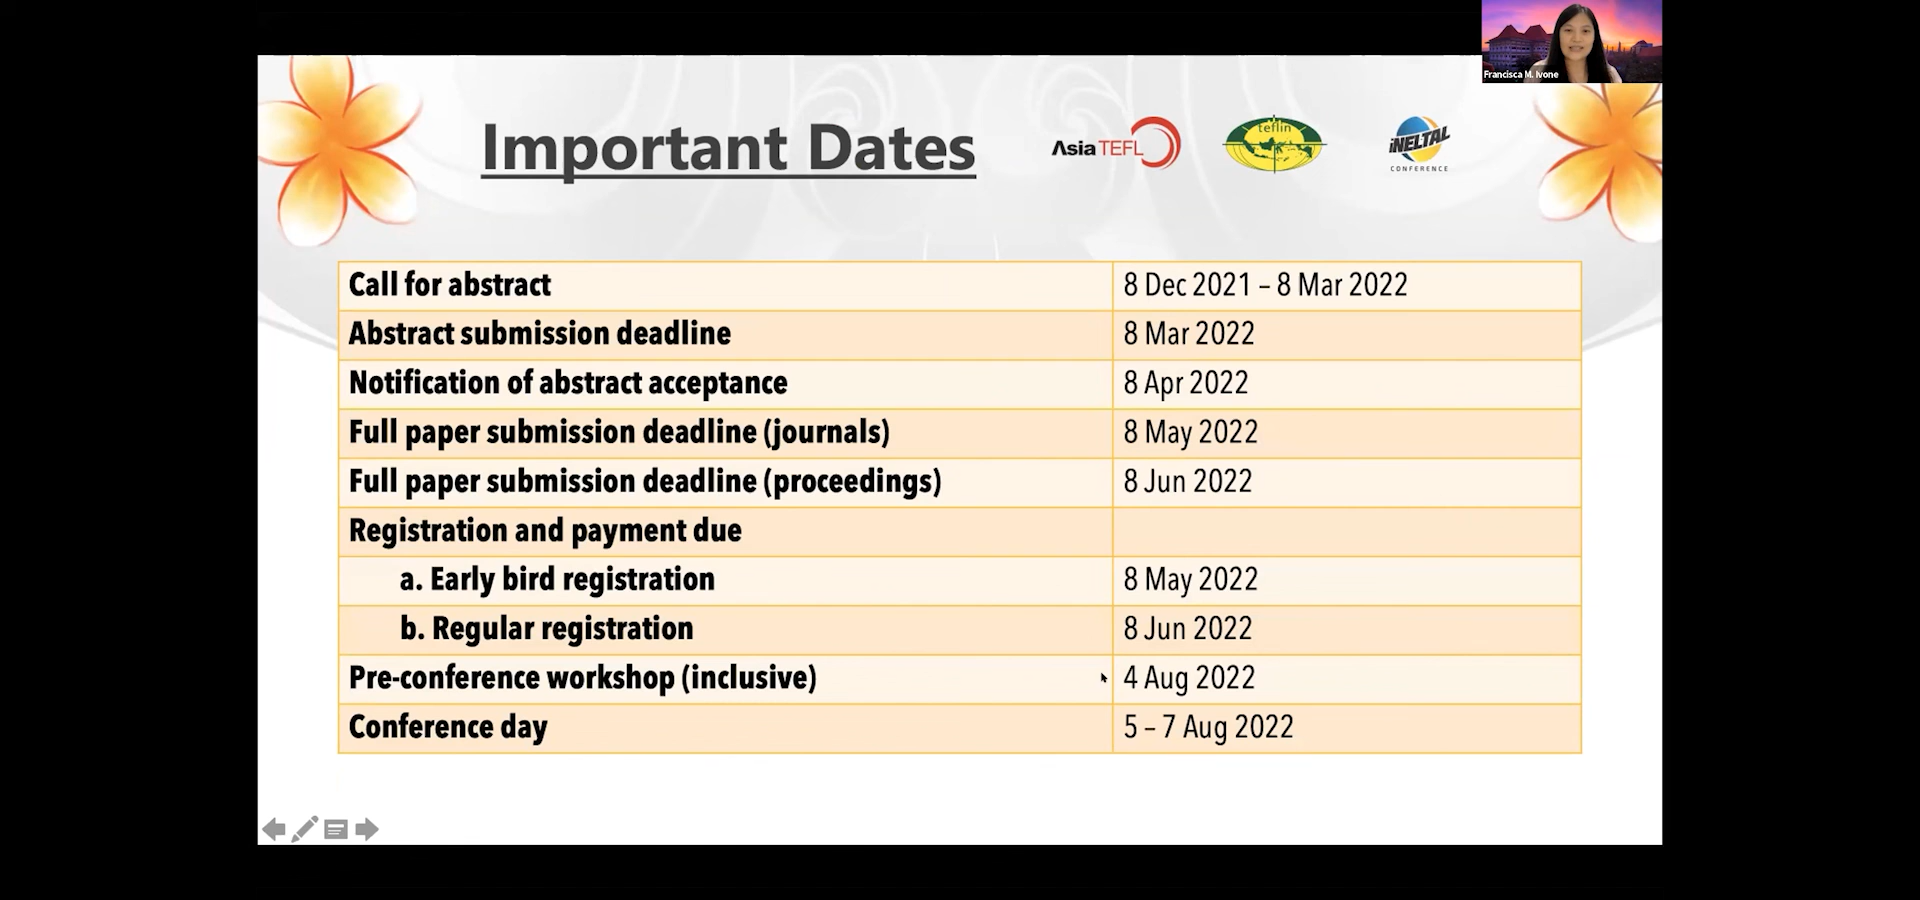 Francisca M. Ivone
Important Dates
Asia TEFL
teflin
iNELTAL
CONFERENCE
Call for abstract 8 Dec 2021 – 8 Mar 2022
Abstract submission deadline 8 Mar 2022
Notification of abstract acceptance 8 Apr 2022
Full paper submission deadline (journals) 8 May 2022
Full paper submission deadline (proceedings) 8 Jun 2022
Registration and payment due
a. Early bird registration 8 May 2022
b. Regular registration 8 Jun 2022
Pre-conference workshop (inclusive) 4 Aug 2022
Conference day 5 – 7 Aug 2022